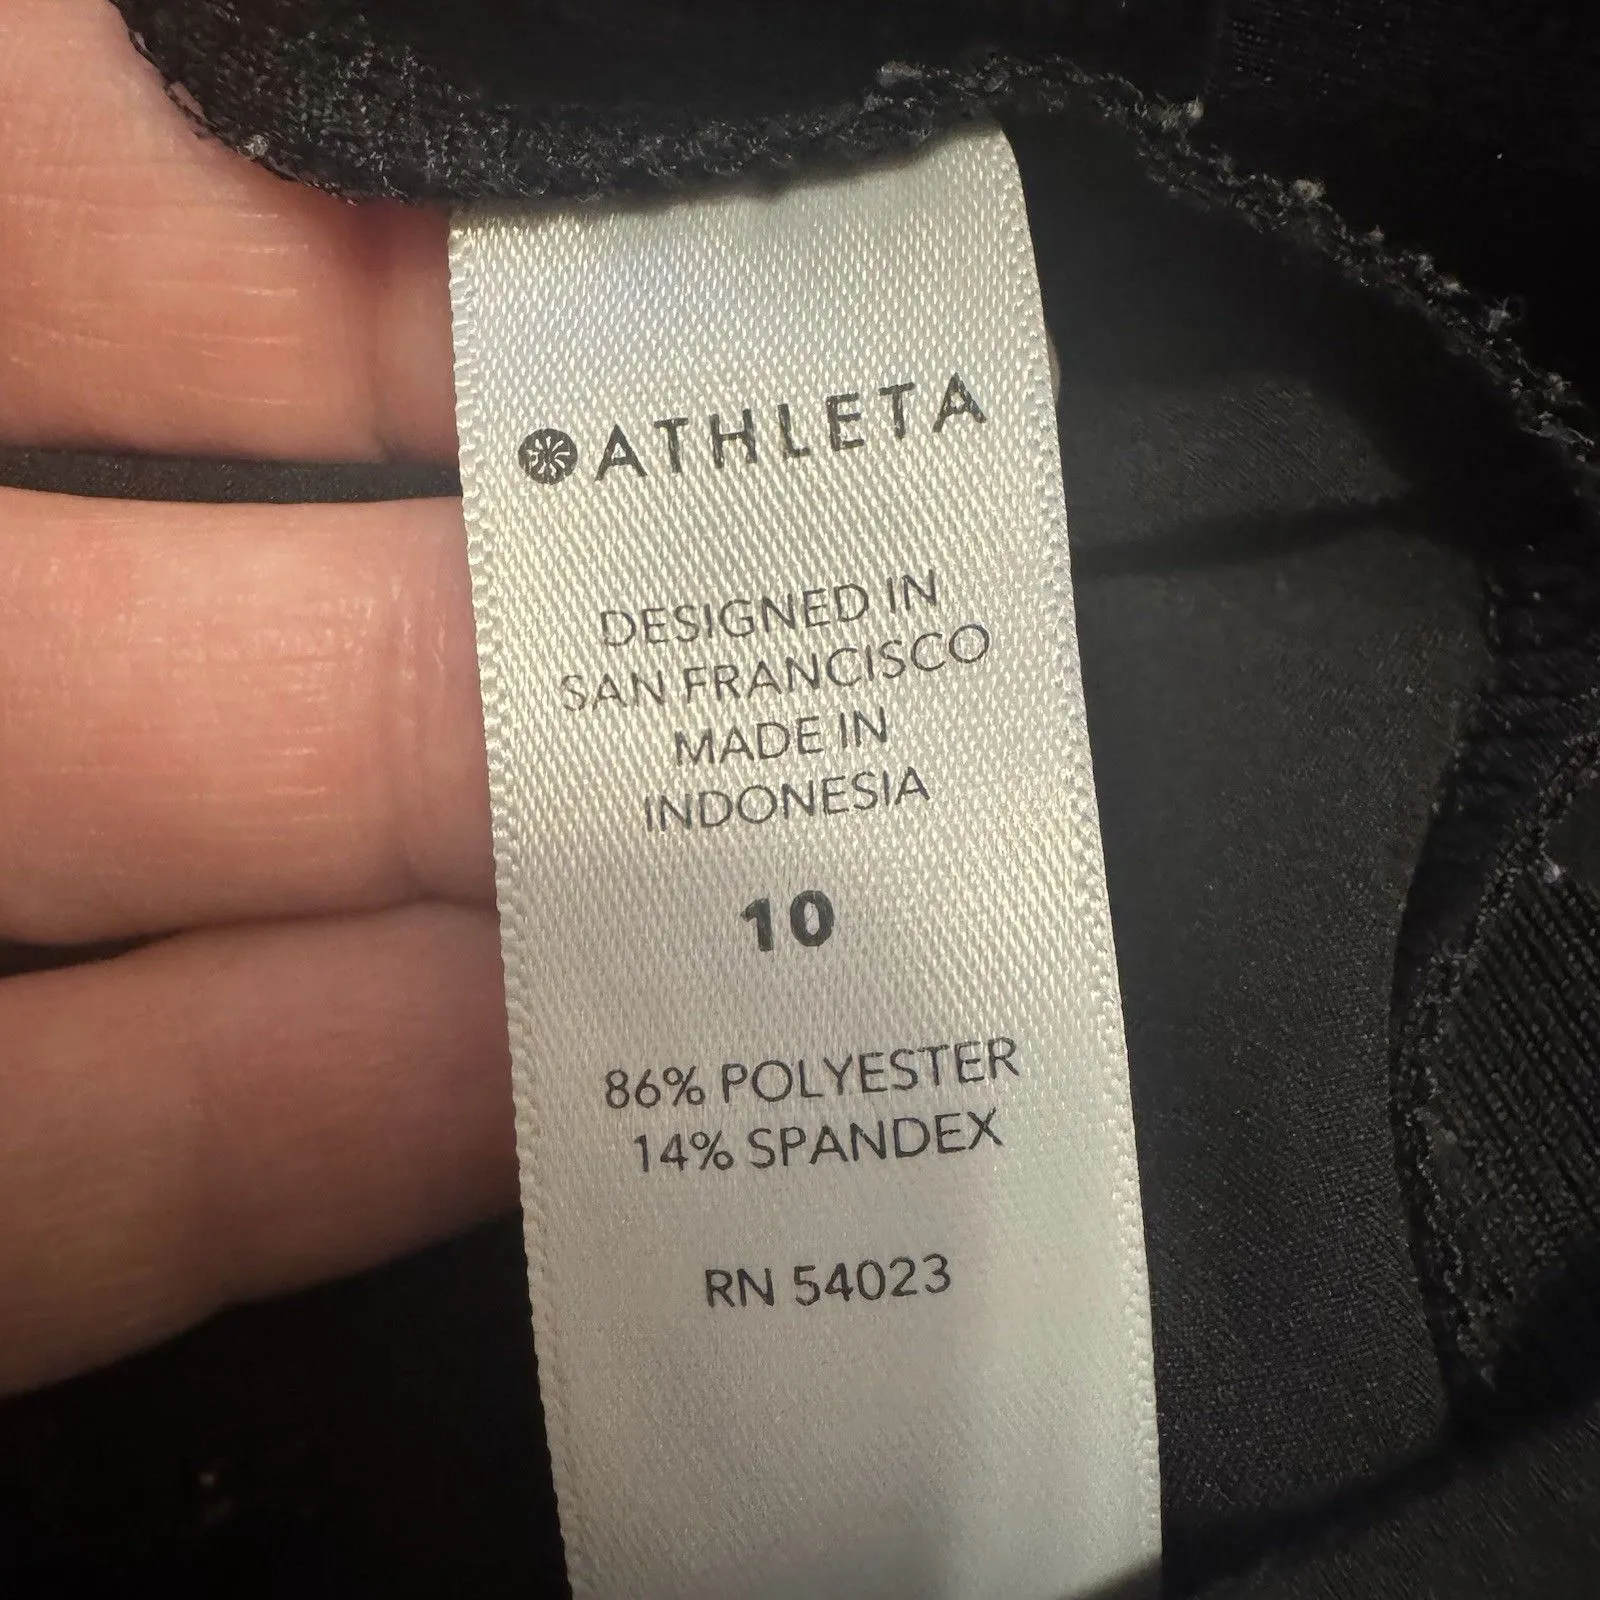 ATHLETA
DESIGNED IN
SAN FRANCISCO
MADE IN
INDONESIA
10
86% POLYESTER
14% SPANDEX
RN 54023